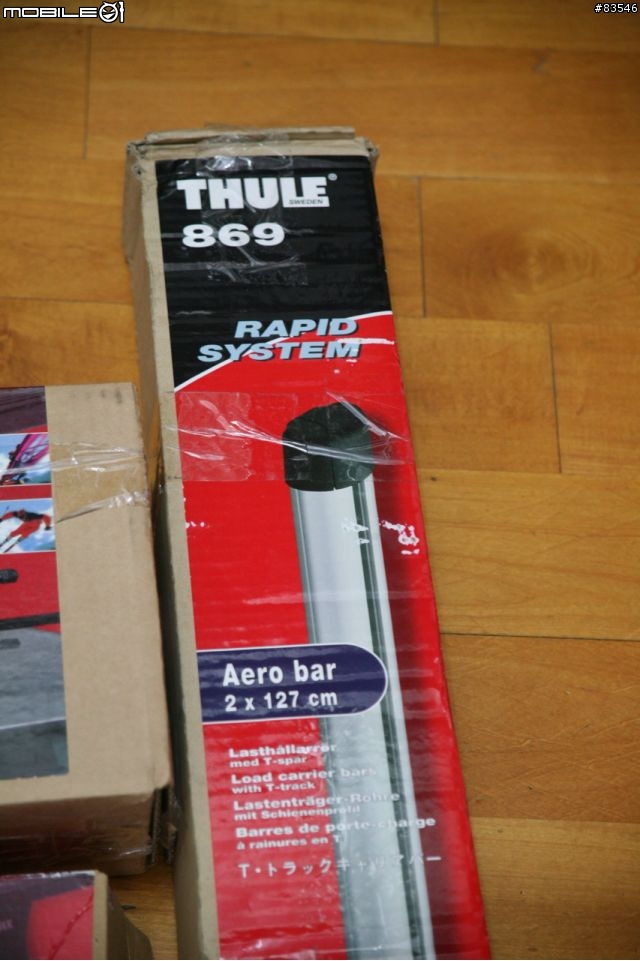 MOBILE01
#83546
THULE®
SWEDEN
869
RAPID
SYSTEM
Aero bar
2 x 127 cm
Lasthållarrör
med T-spår
Load carrier bars
with T-track
Lastenträger-Rohre
mit Schienenprofil
Barres de porte-charge
à rainures en T
T・トラックキャリアバー